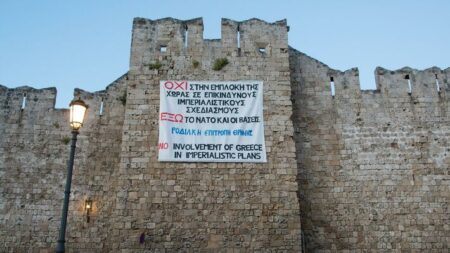 ΟΧΙ ΣΤΗΝ ΕΜΠΛΟΚΗ ΤΗΣ
ΧΩΡΑΣ ΣΕ ΕΠΙΚΙΝΔΥΝΟΥΣ
ΙΜΠΕΡΙΑΛΙΣΤΙΚΟΥΣ
ΣΧΕΔΙΑΣΜΟΥΣ
ΕΞΩ ΤΟ ΝΑΤΟ ΚΑΙ ΟΙ ΒΑΣΕΙΣ
ΡΟΔΙΑΚΗ ΕΠΙΤΡΟΠΗ ΕΙΡΗΝΗΣ
NO INVOLVEMENT OF GREECE
IN IMPERIALISTIC PLANS